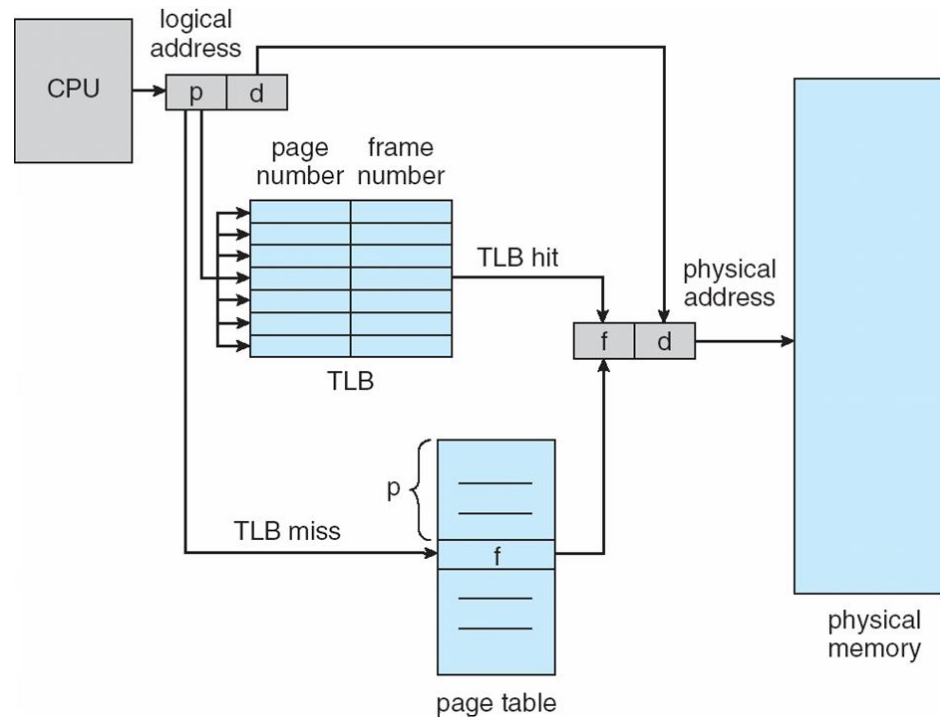 logical
address
CPU
p
d
page
number
frame
number
TLB hit
physical
address
f
d
TLB
p
TLB miss
f
physical
memory
page table